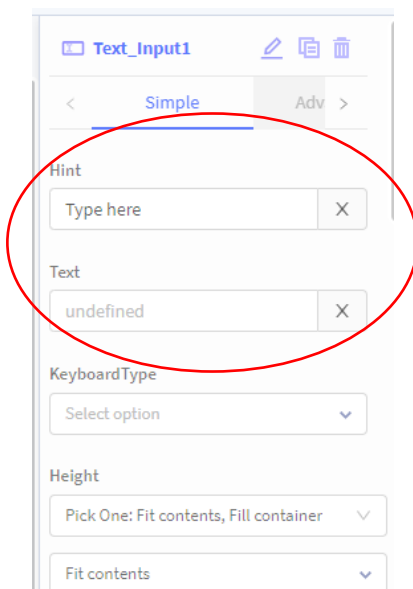 Text_Input1
< Simple Adv >
Hint
Type here X
Text
undefined X
KeyboardType
Select option
Height
Pick One: Fit contents, Fill container
Fit contents